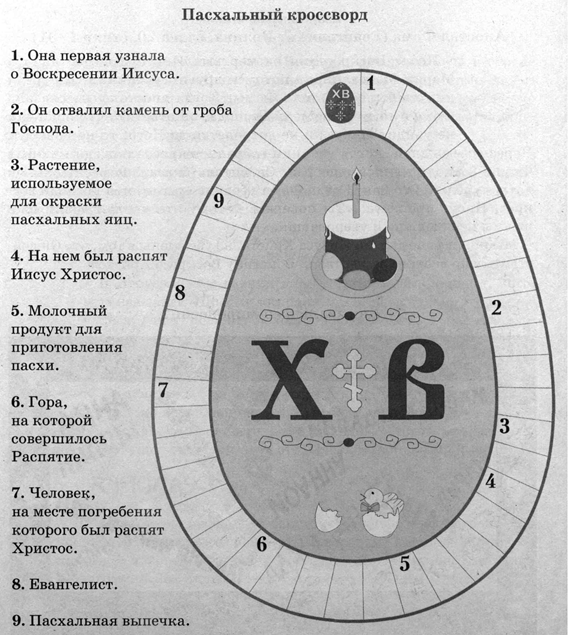 Пасхальный кроссворд
1. Она первая узнала
о Воскресении Иисуса.
2. Он отвалил камень от гроба
Господа.
3. Растение,
используемое
для окраски
пасхальных яиц.
4. На нем был распят
Иисус Христос.
5. Молочный
продукт для
приготовления
пасхи.
6. Гора,
на которой
совершилось
Распятие.
7. Человек,
на месте погребения
которого был распят
Христос.
8. Евангелист.
9. Пасхальная выпечка.
ХВ
1
9
8
2
7
Х В
3
4
6
5